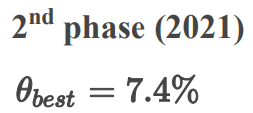 2nd phase (2021)
θbest = 7.4%